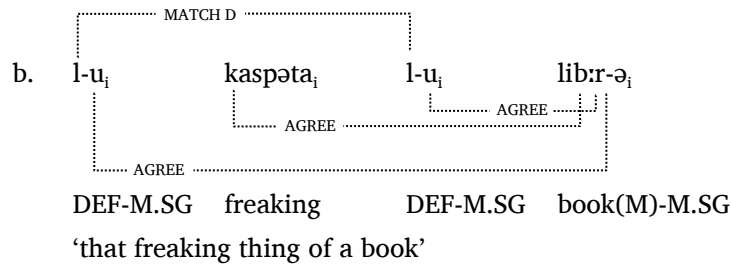 MATCH D
b. l-uᵢ kaspətaᵢ l-uᵢ libːr-əᵢ
AGREE
AGREE
AGREE
DEF-M.SG freaking DEF-M.SG book(M)-M.SG
‘that freaking thing of a book’